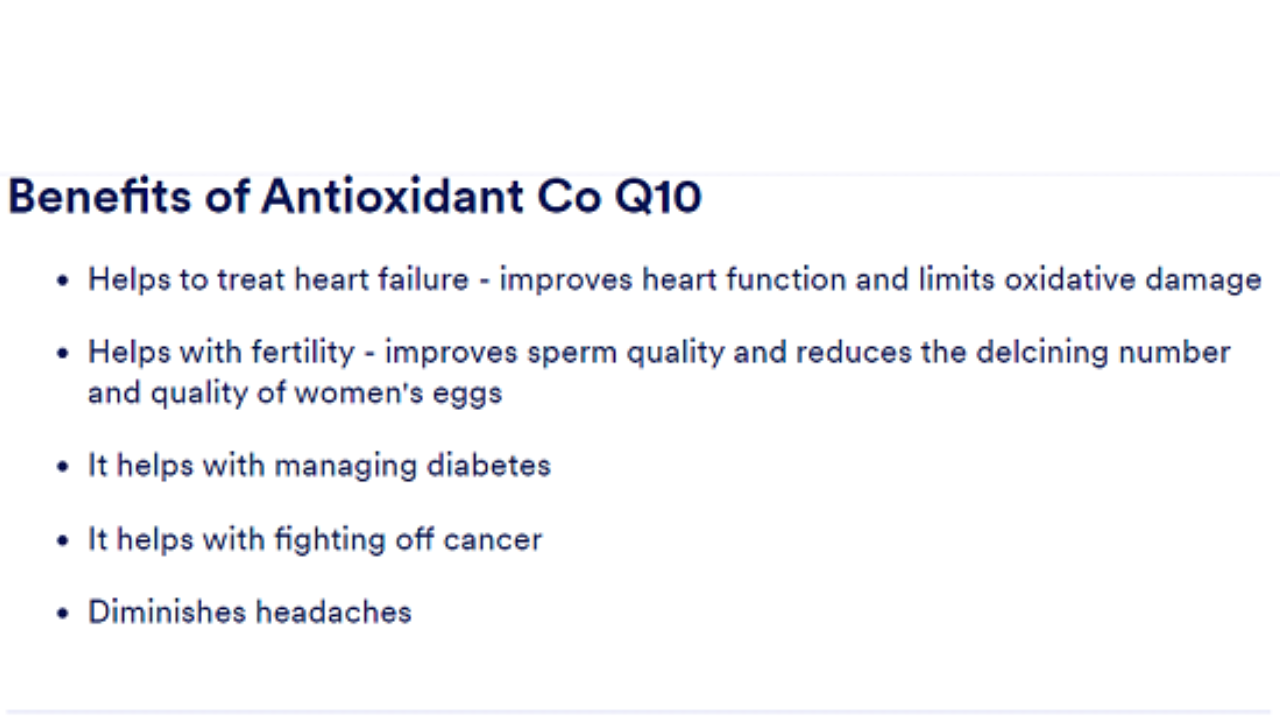 Benefits of Antioxidant Co Q10
• Helps to treat heart failure - improves heart function and limits oxidative damage
• Helps with fertility - improves sperm quality and reduces the delcining number
and quality of women's eggs
• It helps with managing diabetes
• It helps with fighting off cancer
• Diminishes headaches